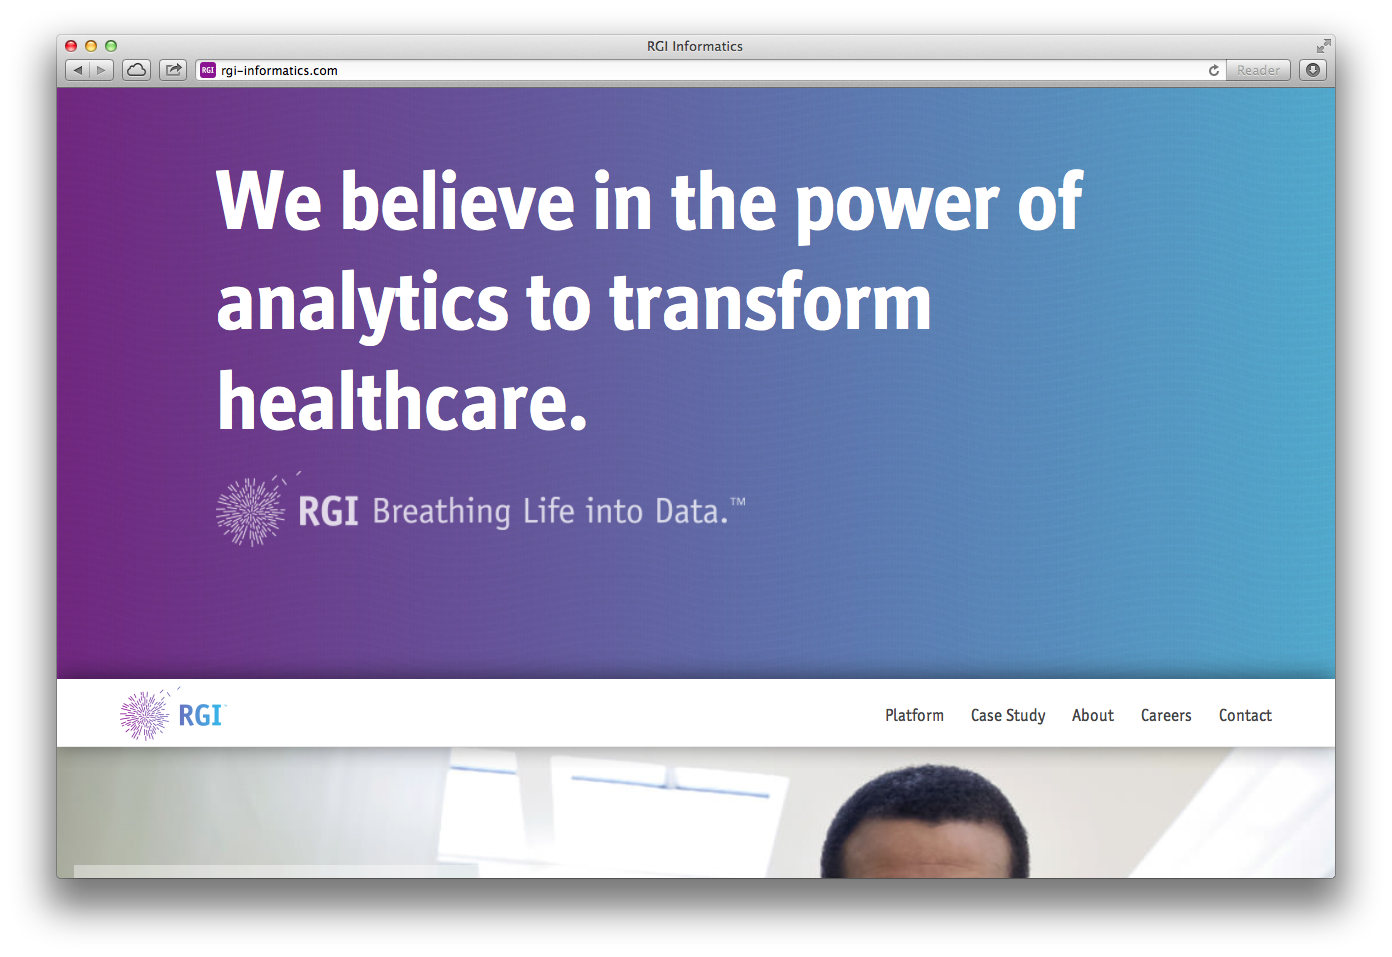 RGI Informatics
RGI rgi-informatics.com
Reader
We believe in the power of
analytics to transform
healthcare.
RGI Breathing Life into Data.™
RGI
Platform Case Study About Careers Contact